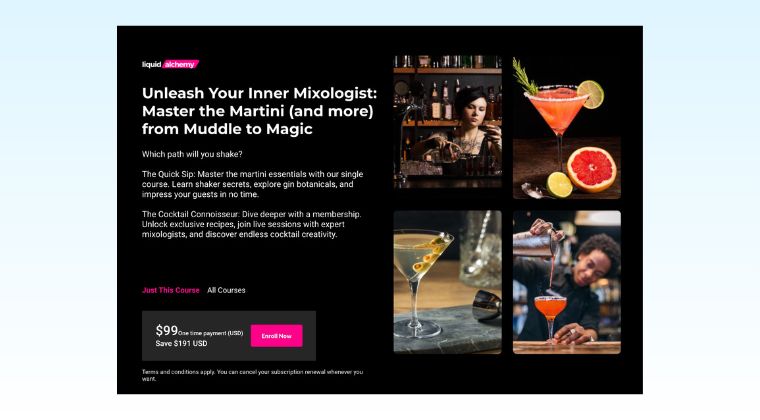 liquid alchemy
Unleash Your Inner Mixologist:
Master the Martini (and more)
from Muddle to Magic
Which path will you shake?
The Quick Sip: Master the martini essentials with our single
course. Learn shaker secrets, explore gin botanicals, and
impress your guests in no time.
The Cocktail Connoisseur: Dive deeper with a membership.
Unlock exclusive recipes, join live sessions with expert
mixologists, and discover endless cocktail creativity.
Just This Course All Courses
$99 One time payment (USD)
Save $191 USD
Enroll Now
Terms and conditions apply. You can cancel your subscription renewal whenever you
want.